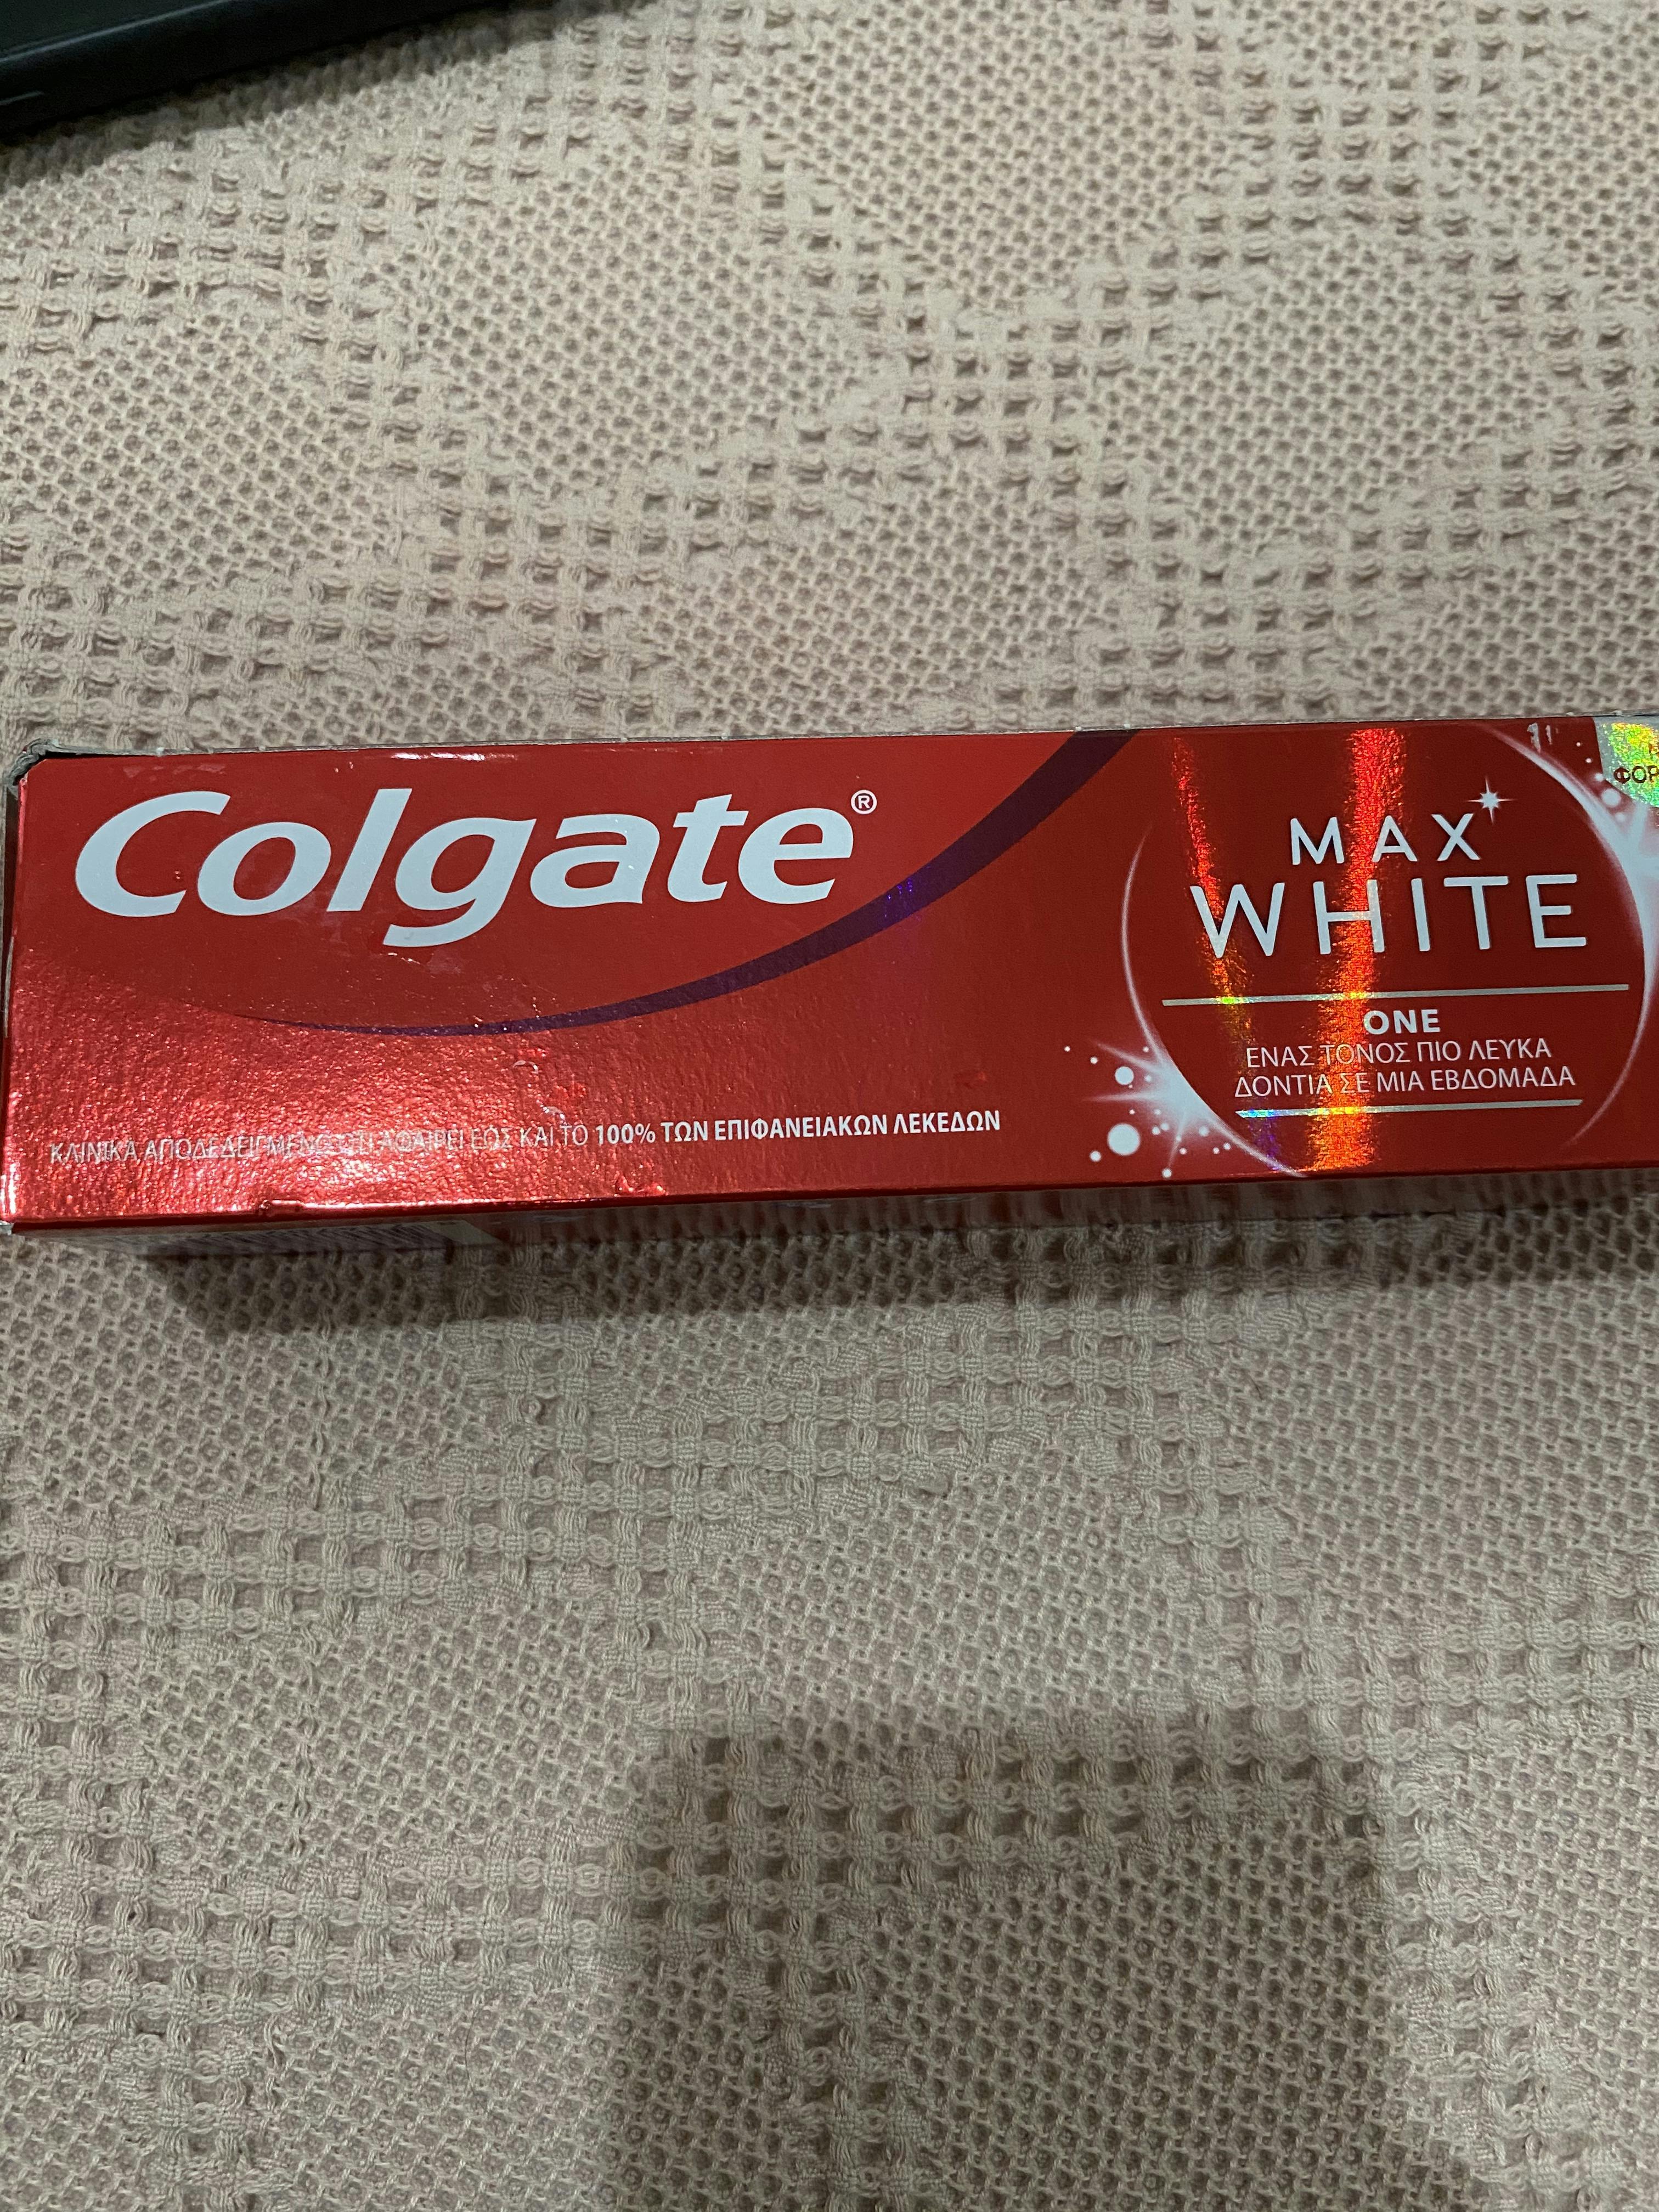 Colgate®
MAX
WHITE
ONE
ΕΝΑΣ ΤΟΝΟΣ ΠΙΟ ΛΕΥΚΑ
ΔΟΝΤΙΑ ΣΕ ΜΙΑ ΕΒΔΟΜΑΔΑ
ΚΛΙΝΙΚΑ ΑΠΟΔΕΔΕΙΓΜΕΝΟ ΟΤΙ ΑΦΑΙΡΕΙ ΕΩΣ ΚΑΙ ΤΟ 100% ΤΩΝ ΕΠΙΦΑΝΕΙΑΚΩΝ ΛΕΚΕΔΩΝ